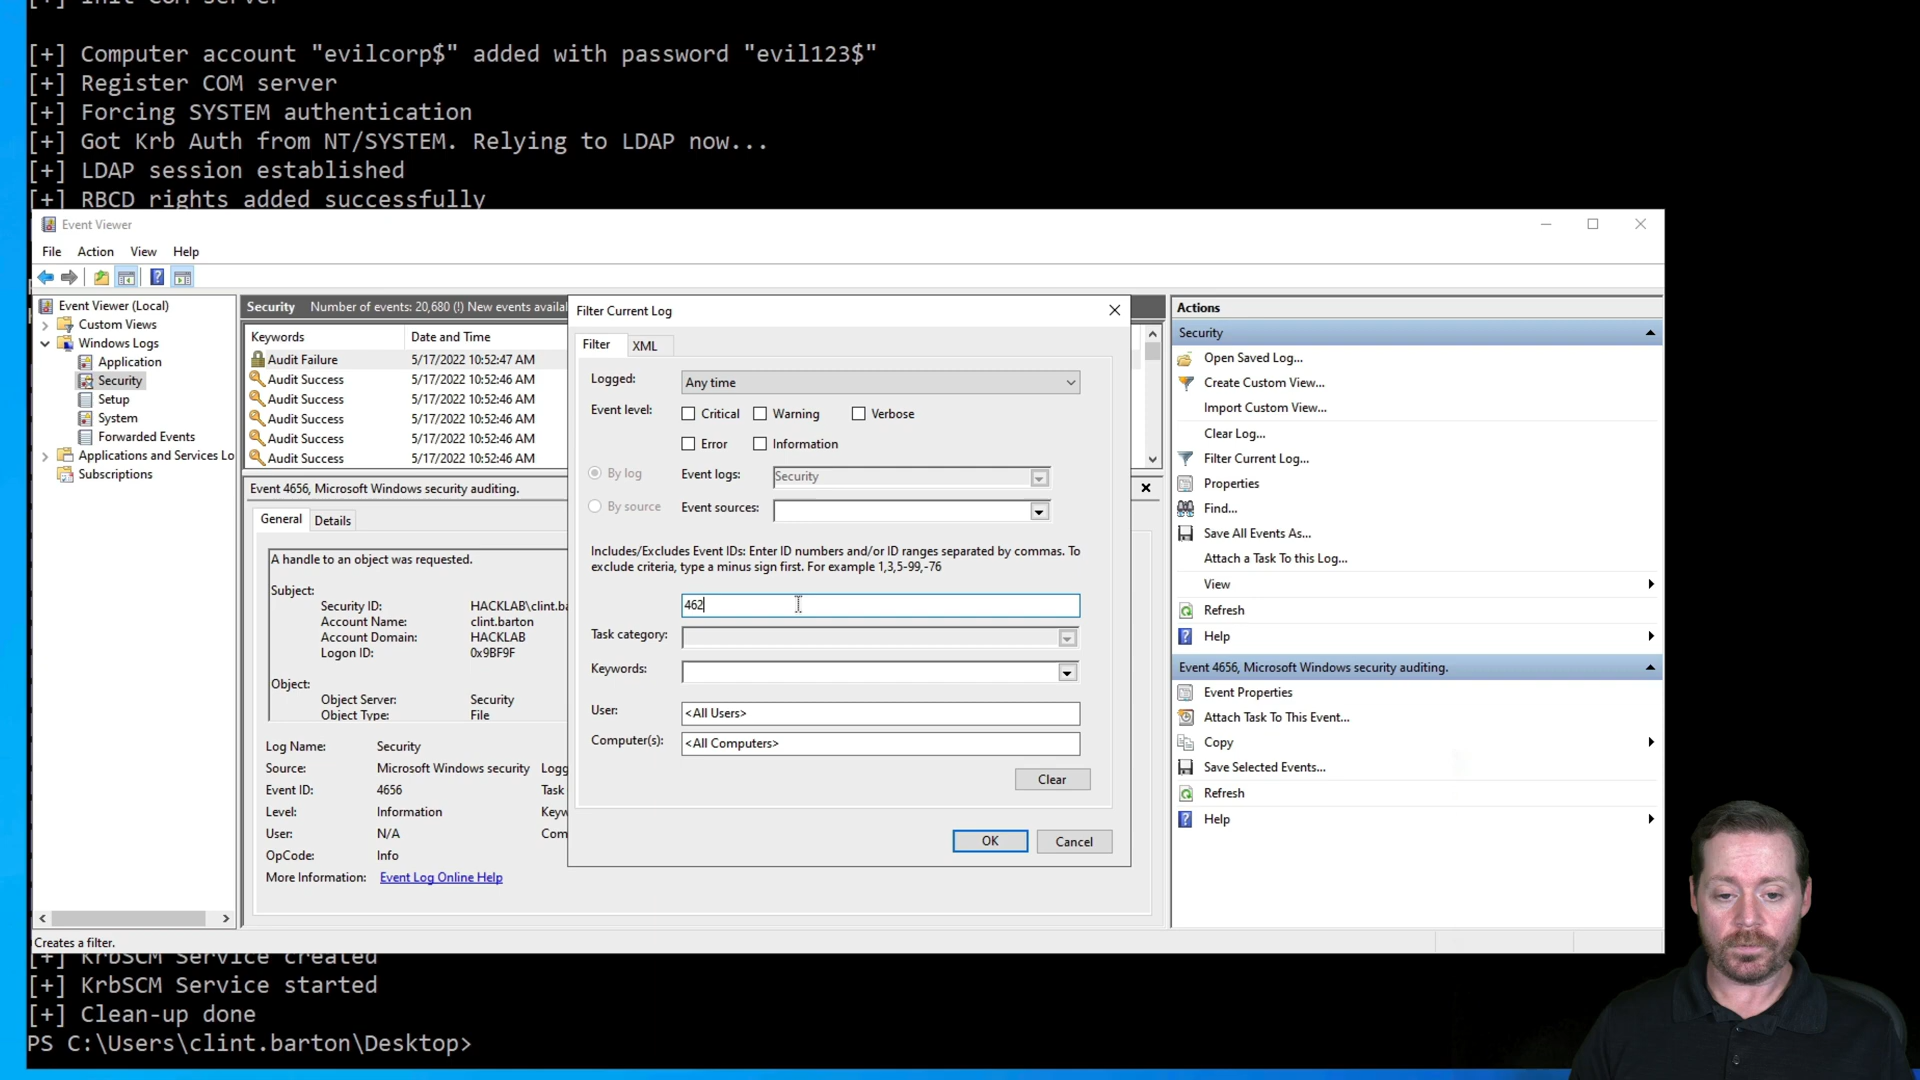 [+] Init COM server
[+] Computer account "evilcorp$" added with password "evil123$"
[+] Register COM server
[+] Forcing SYSTEM authentication
[+] Got Krb Auth from NT/SYSTEM. Relying to LDAP now...
[+] LDAP session established
[+] RBCD rights added successfully
Event Viewer
File Action View Help
Event Viewer (Local)
Custom Views
Windows Logs
Application
Security
Setup
System
Forwarded Events
Applications and Services Lo
Subscriptions
Security Number of events: 20,680 (!) New events availal
Keywords Date and Time
Audit Failure 5/17/2022 10:52:47 AM
Audit Success 5/17/2022 10:52:46 AM
Audit Success 5/17/2022 10:52:46 AM
Audit Success 5/17/2022 10:52:46 AM
Audit Success 5/17/2022 10:52:46 AM
Audit Success 5/17/2022 10:52:46 AM
Event 4656, Microsoft Windows security auditing.
General Details
A handle to an object was requested.
Subject:
Security ID: HACKLAB\clint.ba
Account Name: clint.barton
Account Domain: HACKLAB
Logon ID: 0x9BF9F
Object:
Object Server: Security
Object Type: File
Log Name: Security
Source: Microsoft Windows security Logg
Event ID: 4656 Task
Level: Information Keyw
User: N/A Com
OpCode: Info
More Information: Event Log Online Help
Filter Current Log
Filter XML
Logged: Any time
Event level: Critical Warning Verbose
Error Information
By log Event logs: Security
By source Event sources:
Includes/Excludes Event IDs: Enter ID numbers and/or ID ranges separated by commas. To
exclude criteria, type a minus sign first. For example 1,3,5-99,-76
462
Task category:
Keywords:
User: <All Users>
Computer(s): <All Computers>
Clear
OK Cancel
Actions
Security
Open Saved Log...
Create Custom View...
Import Custom View...
Clear Log...
Filter Current Log...
Properties
Find...
Save All Events As...
Attach a Task To this Log...
View
Refresh
Help
Event 4656, Microsoft Windows security auditing.
Event Properties
Attach Task To This Event...
Copy
Save Selected Events...
Refresh
Help
Creates a filter.
[+] KrbSCM Service created
[+] KrbSCM Service started
[+] Clean-up done
PS C:\Users\clint.barton\Desktop>